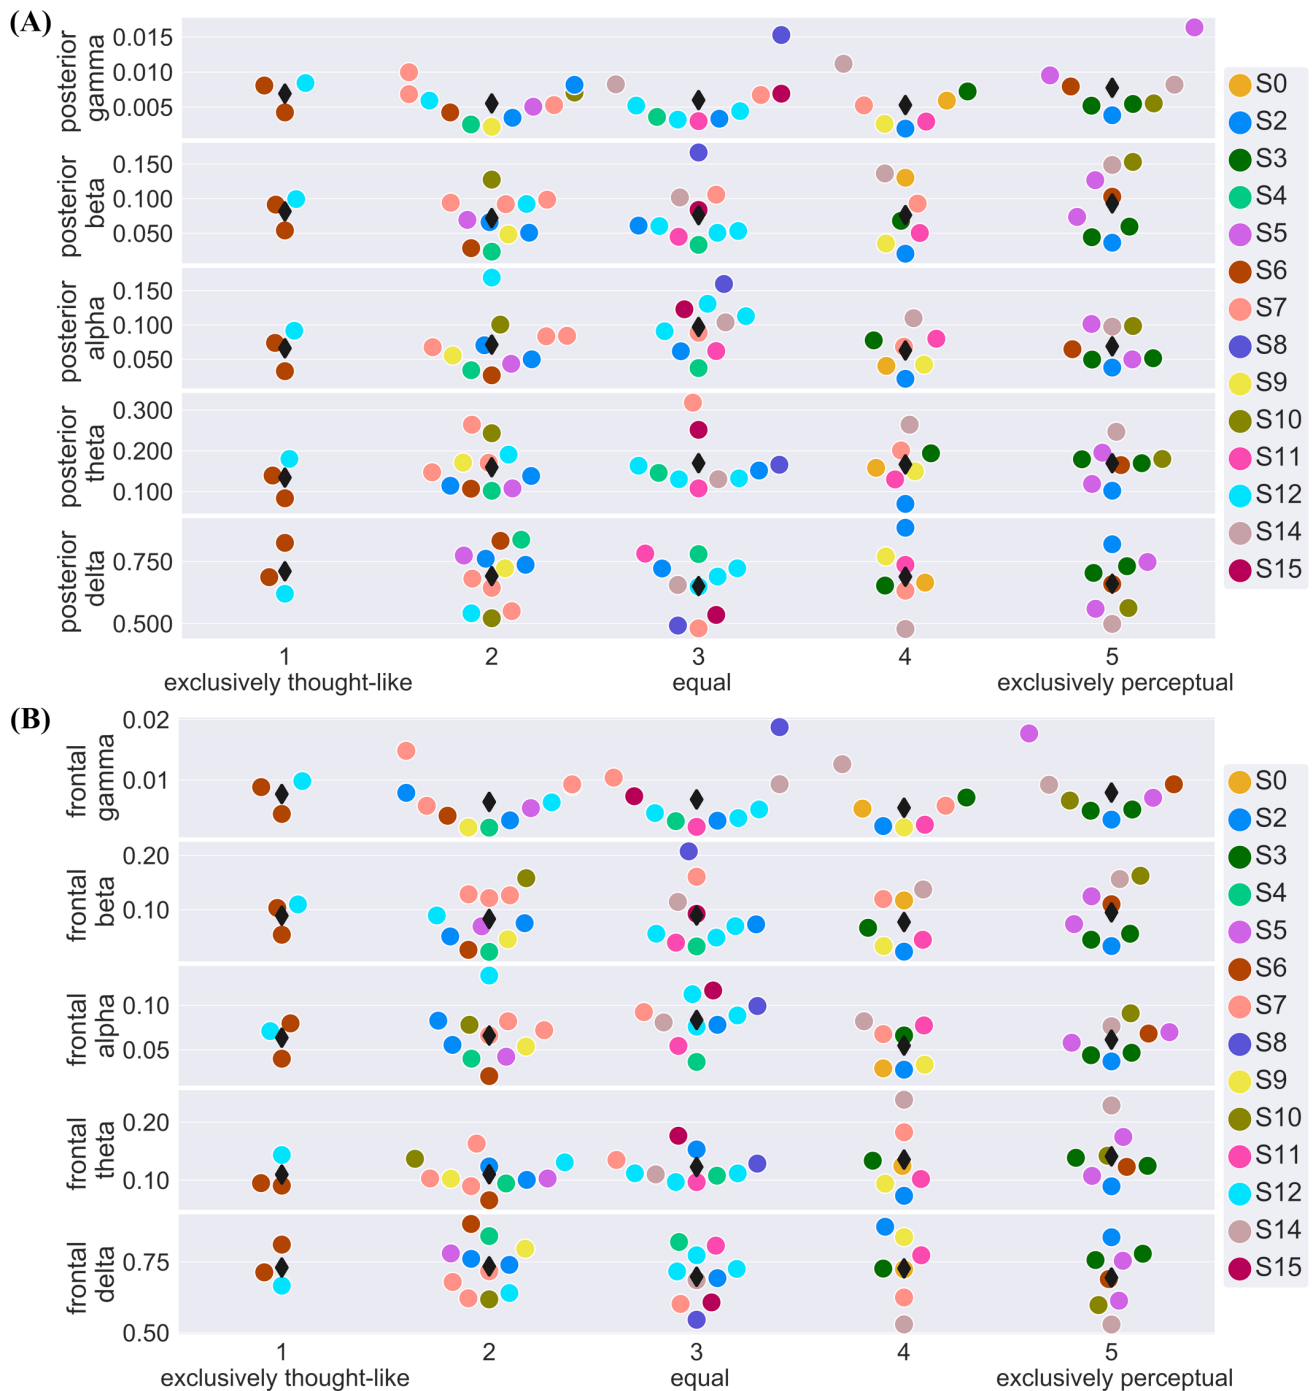 (A)
posterior
gamma
0.015
0.010
0.005
posterior
beta
0.150
0.100
0.050
posterior
alpha
0.150
0.100
0.050
posterior
theta
0.300
0.200
0.100
posterior
delta
0.750
0.500
1 2 3 4 5
exclusively thought-like equal exclusively perceptual
S0
S2
S3
S4
S5
S6
S7
S8
S9
S10
S11
S12
S14
S15
(B)
frontal
gamma
0.02
0.01
frontal
beta
0.20
0.10
frontal
alpha
0.10
0.05
frontal
theta
0.20
0.10
frontal
delta
0.75
0.50
1 2 3 4 5
exclusively thought-like equal exclusively perceptual
S0
S2
S3
S4
S5
S6
S7
S8
S9
S10
S11
S12
S14
S15